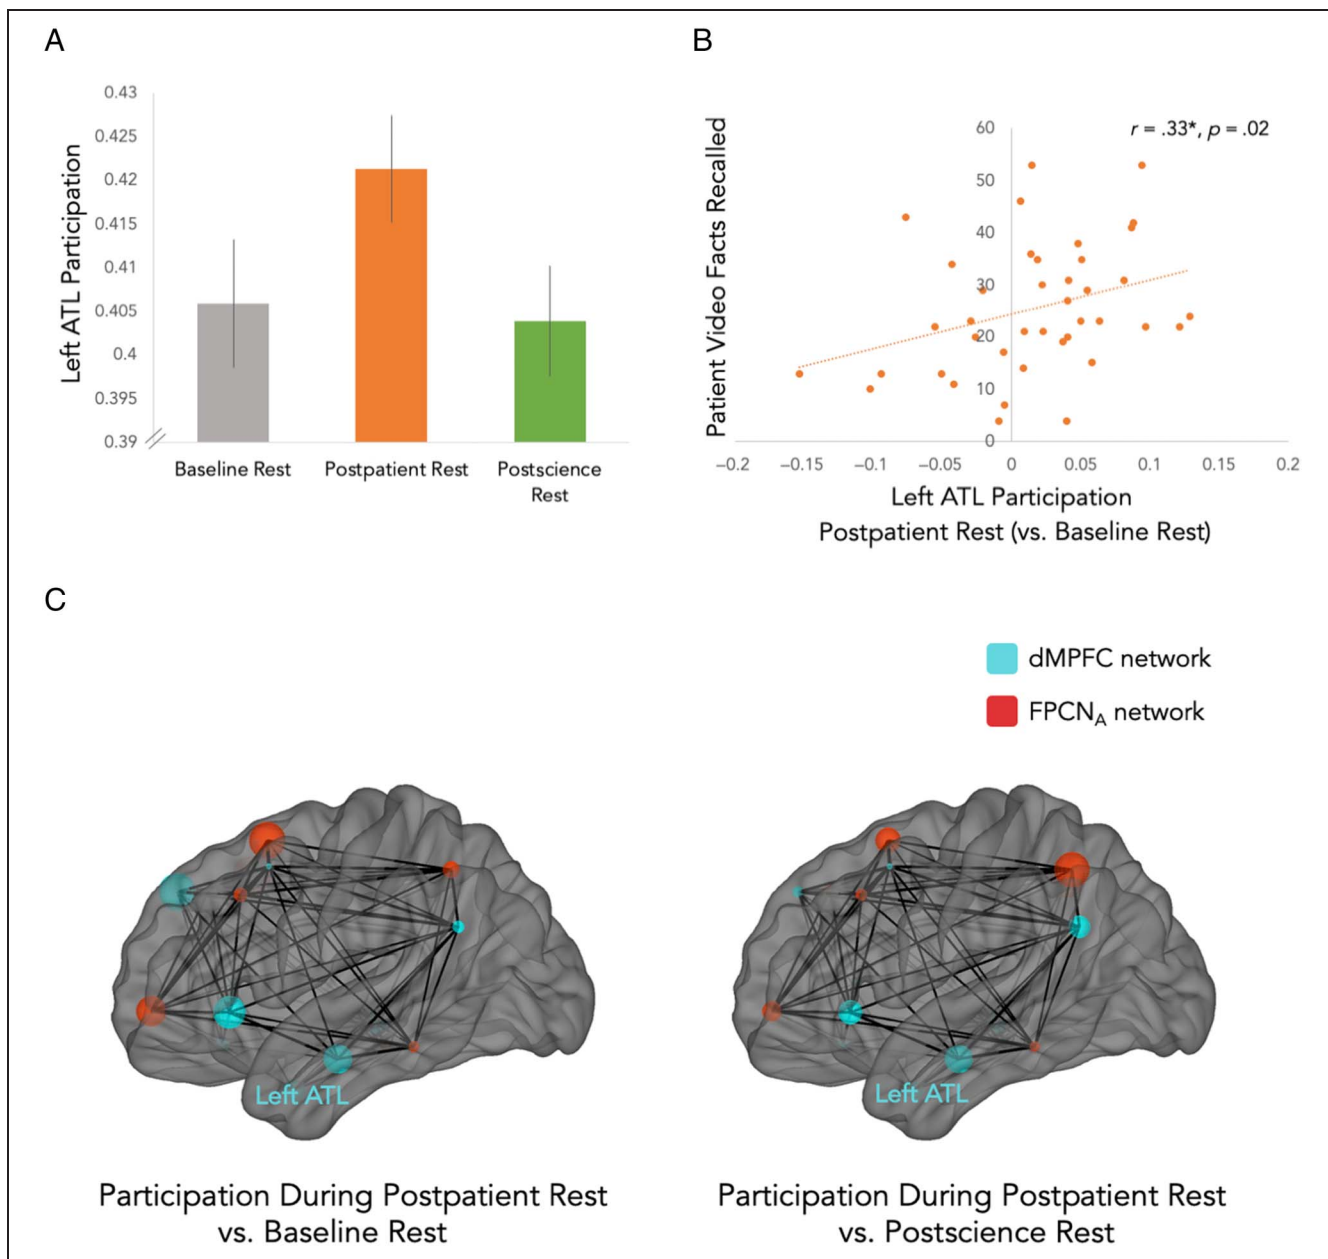 A
Left ATL Participation
0.43
0.425
0.42
0.415
0.41
0.405
0.4
0.395
0.39
Baseline Rest
Postpatient Rest
Postscience
Rest
B
Patient Video Facts Recalled
r = .33*, p = .02
60
50
40
30
20
10
0
−0.2 −0.15 −0.1 −0.05 0 0.05 0.1 0.15 0.2
Left ATL Participation
Postpatient Rest (vs. Baseline Rest)
C
dMPFC network
FPCNA network
Left ATL
Participation During Postpatient Rest
vs. Baseline Rest
Left ATL
Participation During Postpatient Rest
vs. Postscience Rest